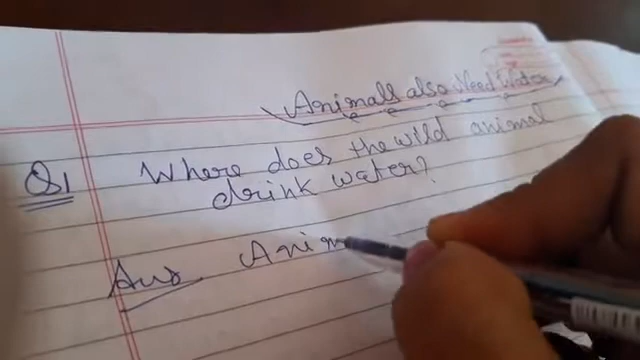 Animals also Need Water
Q1 Where does the wild animal
drink water?
Ans Anim